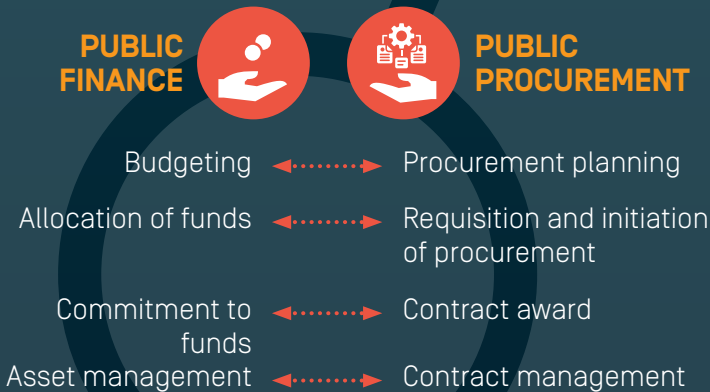 PUBLIC
FINANCE
PUBLIC
PROCUREMENT
Budgeting
Procurement planning
Allocation of funds
Requisition and initiation
of procurement
Commitment to
funds
Contract award
Asset management
Contract management